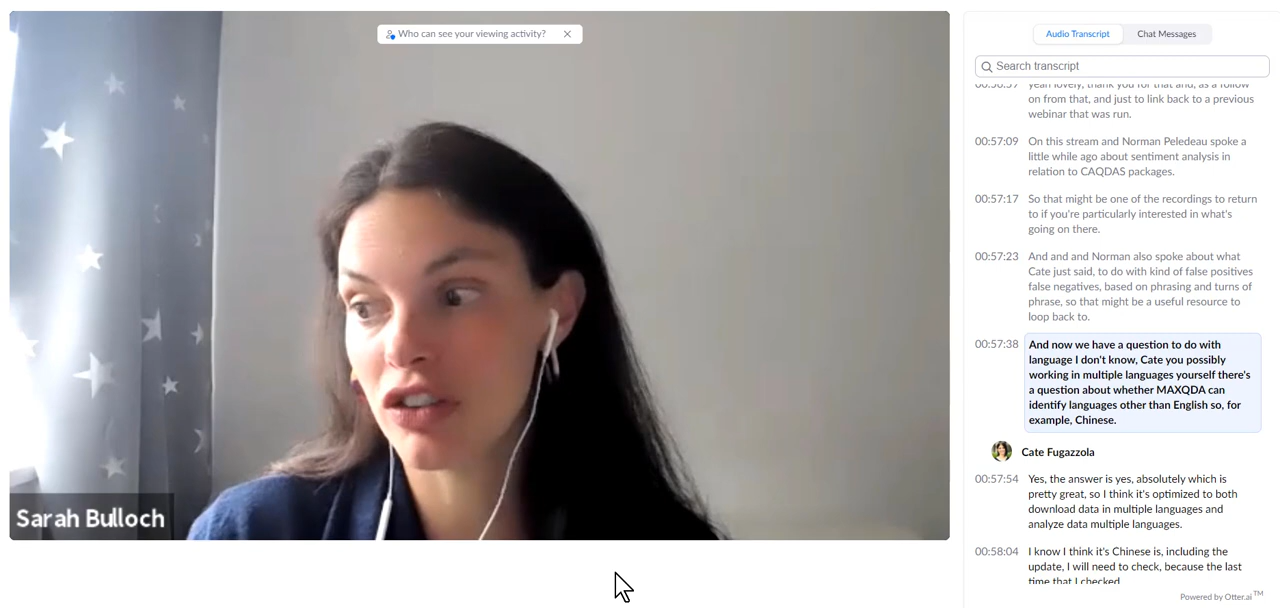 Who can see your viewing activity?
Sarah Bulloch
Audio Transcript
Chat Messages
Search transcript
00:56:59
yeah lovely, thank you for that and, as a follow
on from that, and just to link back to a previous
webinar that was run.
00:57:09
On this stream and Norman Peledeau spoke a
little while ago about sentiment analysis in
relation to CAQDAS packages.
00:57:17
So that might be one of the recordings to return
to if you're particularly interested in what's
going on there.
00:57:23
And and and Norman also spoke about what
Cate just said, to do with kind of false positives
false negatives, based on phrasing and turns of
phrase, so that might be a useful resource to
loop back to.
00:57:38
And now we have a question to do with
language I don't know, Cate you possibly
working in multiple languages yourself there's
a question about whether MAXQDA can
identify languages other than English so, for
example, Chinese.
Cate Fugazzola
00:57:54
Yes, the answer is yes, absolutely which is
pretty great, so I think it's optimized to both
download data in multiple languages and
analyze data multiple languages.
00:58:04
I know I think it's Chinese is, including the
update, I will need to check, because the last
time that I checked
Powered by Otter.ai TM